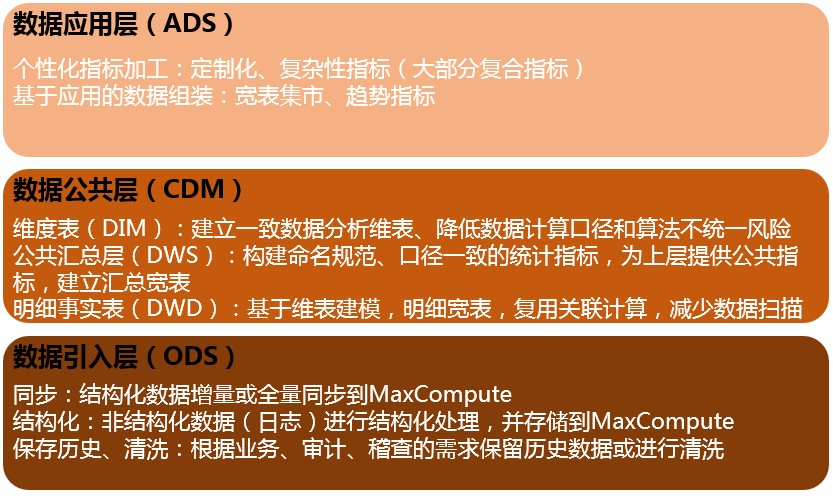 数据应用层（ADS）
个性化指标加工：定制化、复杂性指标（大部分复合指标）
基于应用的数据组装：宽表集市、趋势指标
数据公共层（CDM）
维度表（DIM）：建立一致数据分析维表、降低数据计算口径和算法不统一风险
公共汇总层（DWS）：构建命名规范、口径一致的统计指标，为上层提供公共指
标，建立汇总宽表
明细事实表（DWD）：基于维表建模，明细宽表，复用关联计算，减少数据扫描
数据引入层（ODS）
同步：结构化数据增量或全量同步到MaxCompute
结构化：非结构化数据（日志）进行结构化处理，并存储到MaxCompute
保存历史、清洗：根据业务、审计、稽查的需求保留历史数据或进行清洗